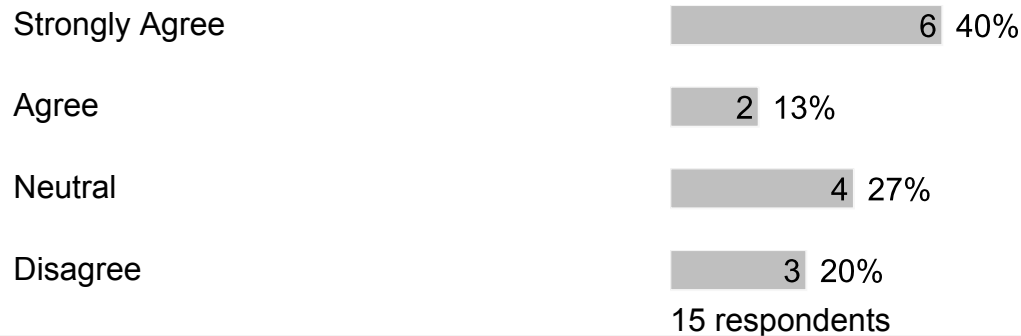 Strongly Agree 6 40%
Agree 2 13%
Neutral 4 27%
Disagree 3 20%
15 respondents